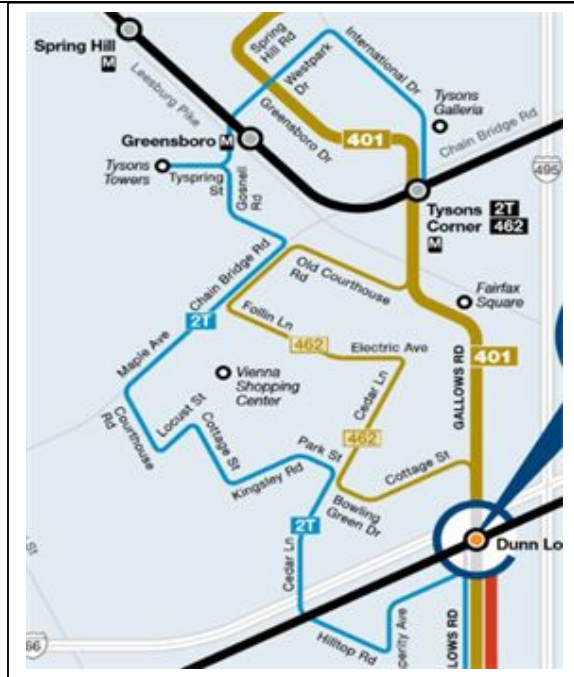 Spring Hill
M
Spring
Hill Rd
Westpark
Dr
International Dr
Leesburg Pike
Tysons
Galleria
Greensboro M
Greensboro Dr
401
Chain Bridge Rd
495
Tysons
Towers
Tyspring
St
Gosnell
Rd
Tysons 2T
Corner 462
M
Chain Bridge Rd
Old Courthouse
Rd
Fairfax
Square
2T
Follin Ln
462
Electric Ave
401
GALLOWS RD
Maple Ave
Vienna
Shopping
Center
Cedar Ln
Courthouse
Rd
Locust St
Cottage St
462
Park St
Cottage St
Kingsley Rd
Bowling
Green Dr
2T
Dunn Lo
Cedar Ln
St
Hilltop Rd
perity Ave
LLOWS RD
66